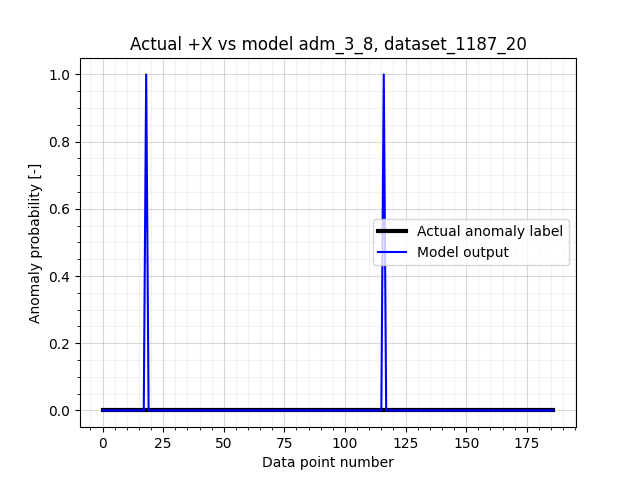 Actual +X vs model adm_3_8, dataset_1187_20
1.0
0.8
0.6
0.4
0.2
0.0
Anomaly probability [-]
Actual anomaly label
Model output
0 25 50 75 100 125 150 175
Data point number